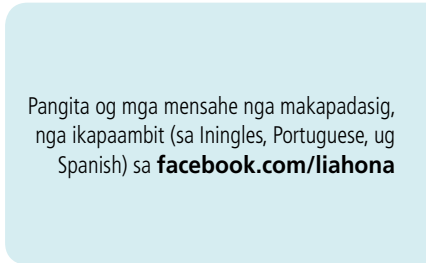 Pangita og mga mensahe nga makapadasig,
nga ikapaambit (sa Iningles, Portuguese, ug
Spanish) sa facebook.com/liahona